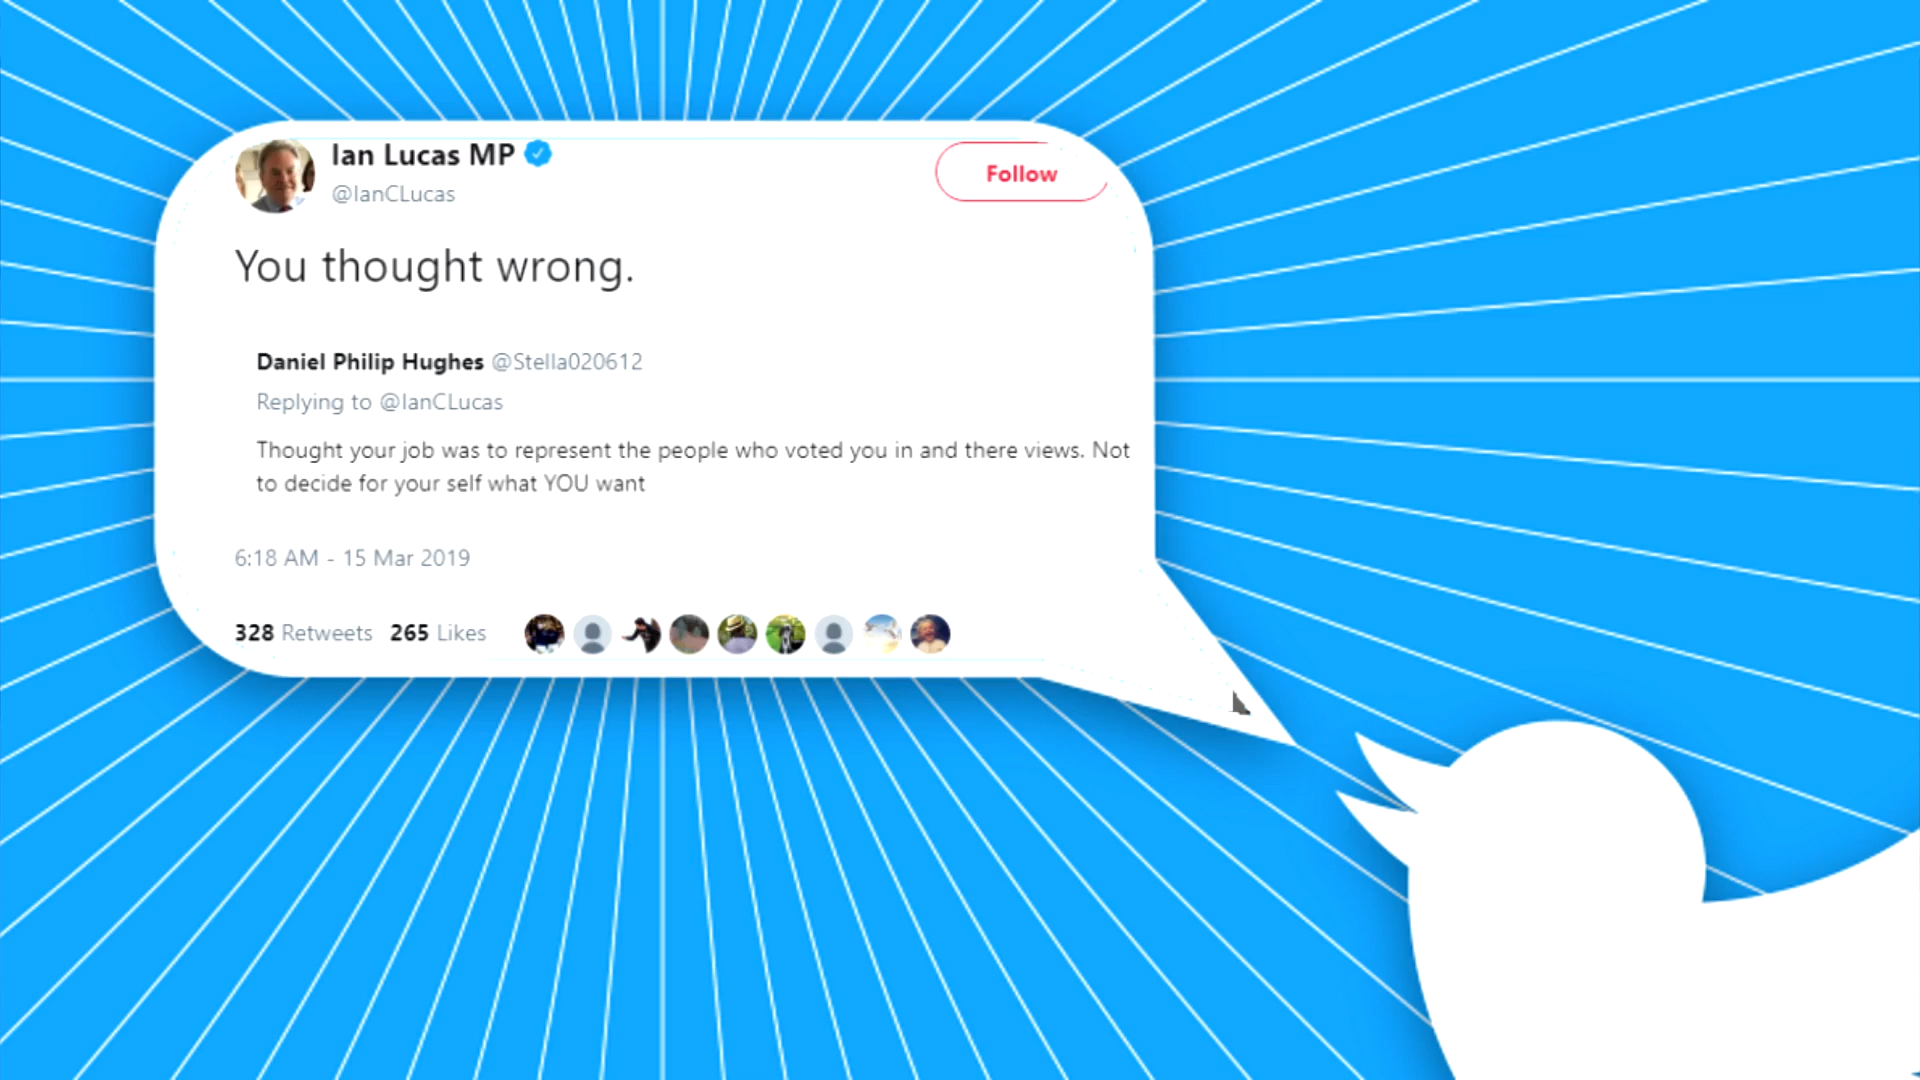 Ian Lucas MP
@IanCLucas
Follow
You thought wrong.
Daniel Philip Hughes @Stella020612
Replying to @IanCLucas
Thought your job was to represent the people who voted you in and there views. Not
to decide for your self what YOU want
6:18 AM - 15 Mar 2019
328 Retweets 265 Likes